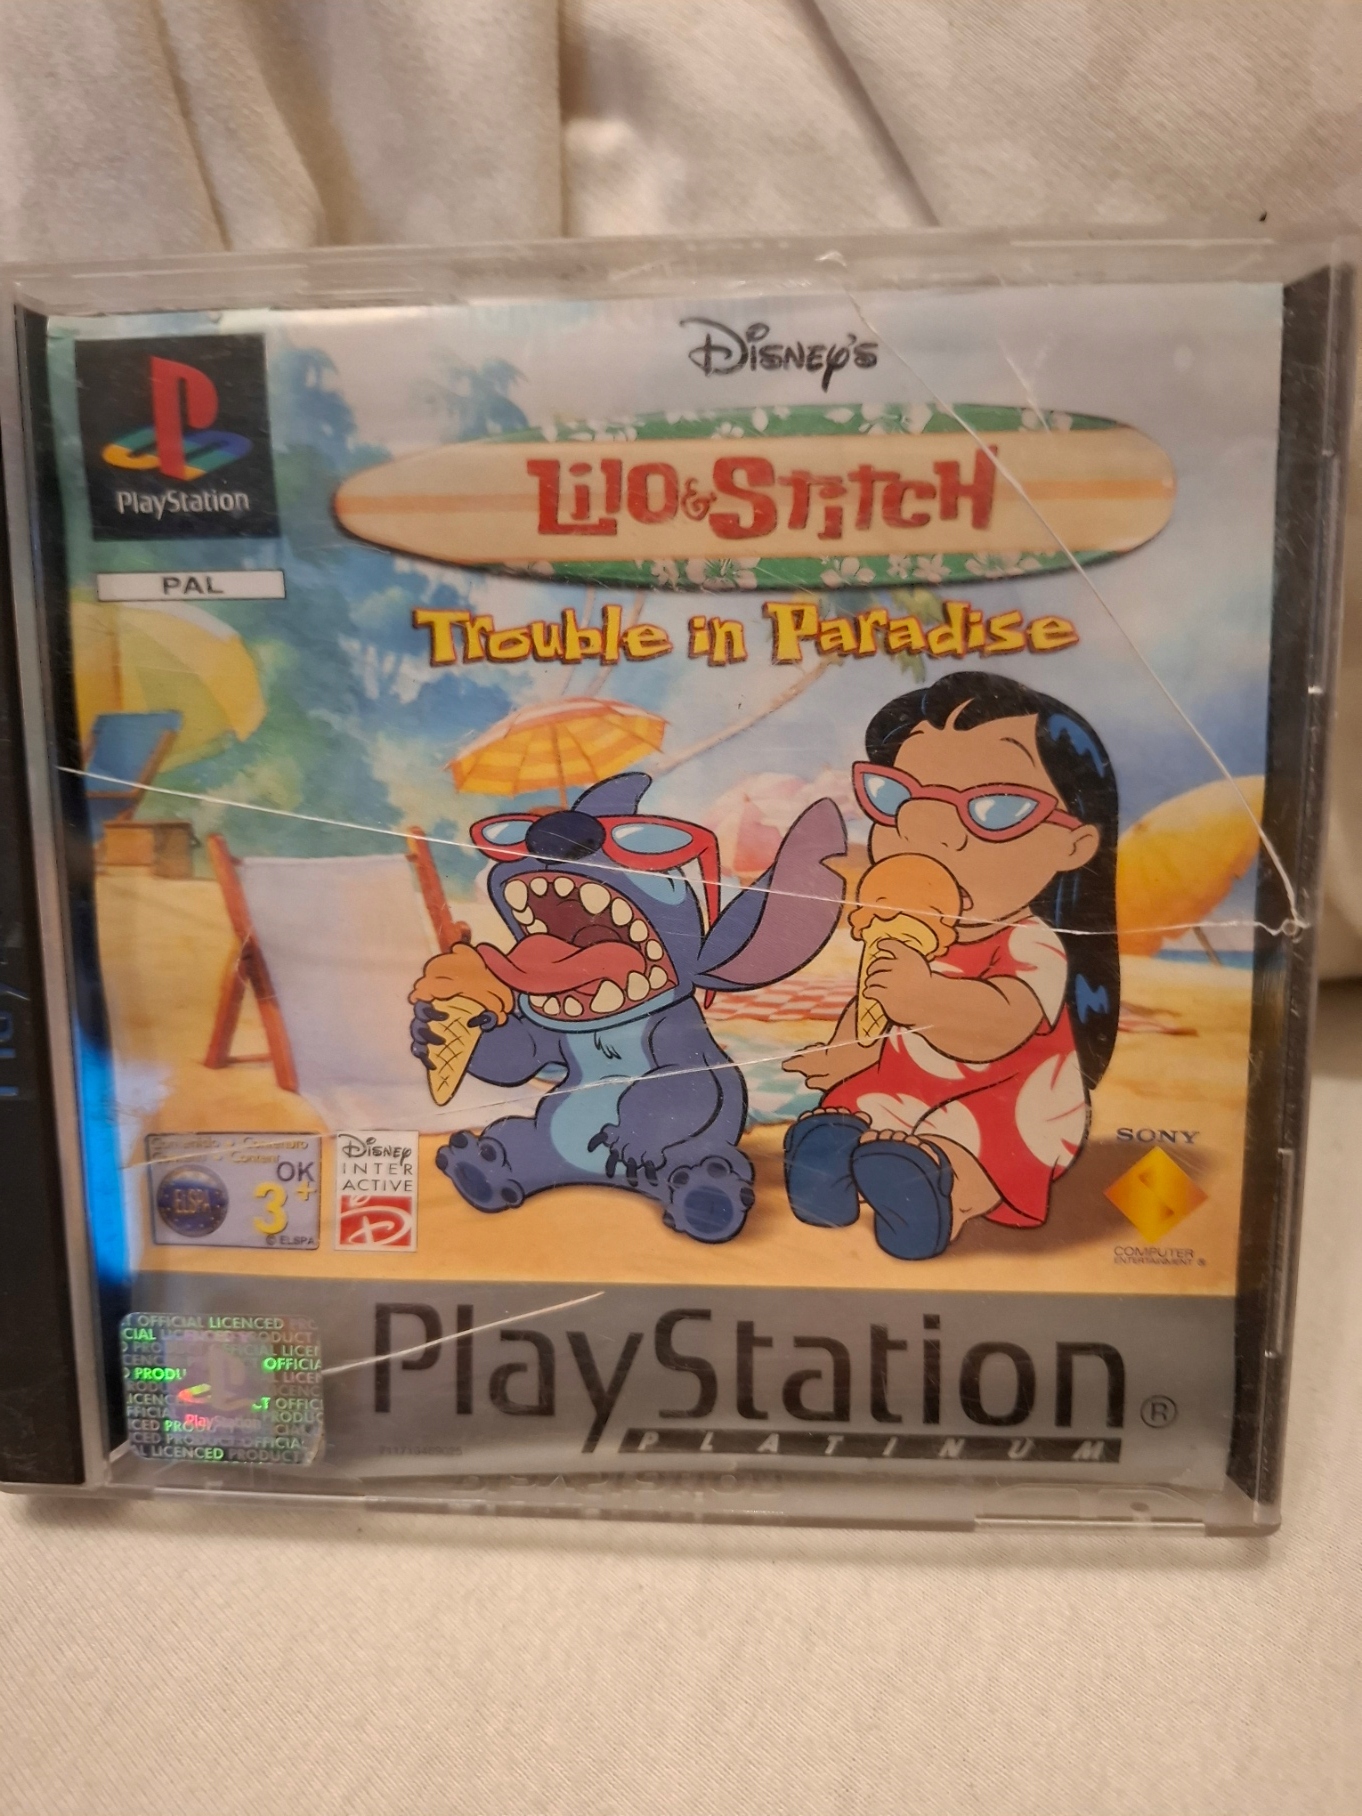 Disney's
PlayStation
PAL
Lilo & Stitch
Trouble in Paradise
OK
3+
ELSPA
© ELSPA
Disney
INTER
ACTIVE
SONY
COMPUTER
ENTERTAINMENT ®
OFFICIAL LICENCED
PlayStation
PlayStation®
PLATINUM